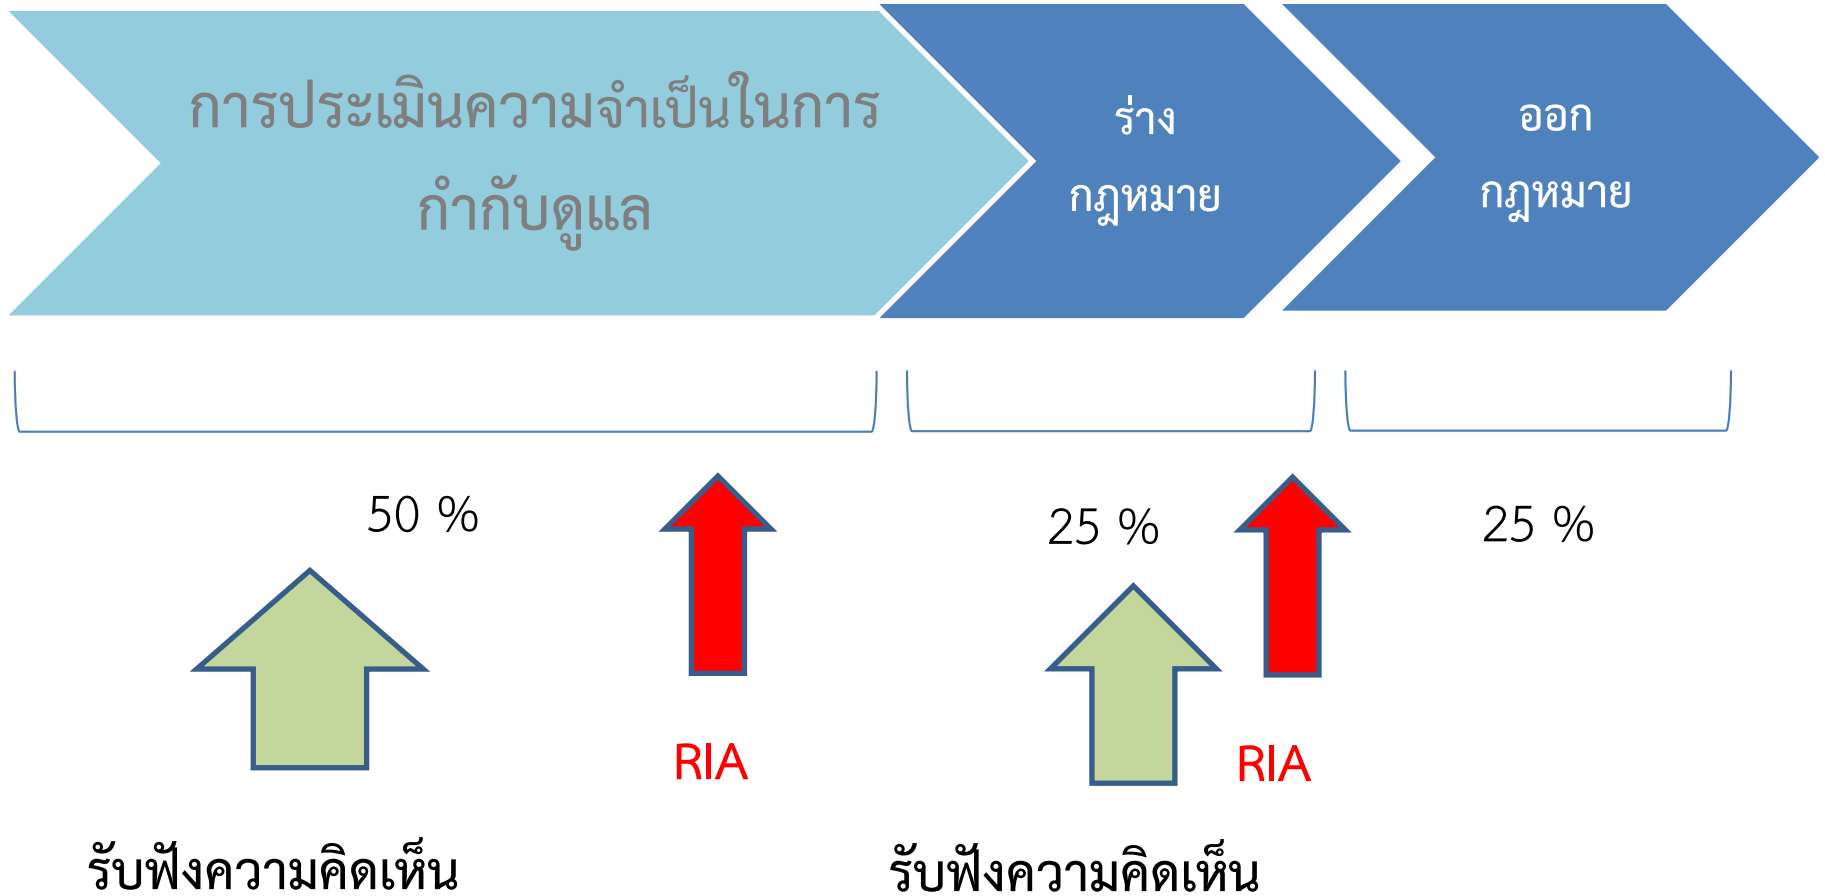 การประเมินความจำเป็นในการ
กำกับดูแล
ร่าง
กฎหมาย
ออก
กฎหมาย
50 %
25 %
25 %
RIA
RIA
รับฟังความคิดเห็น
รับฟังความคิดเห็น